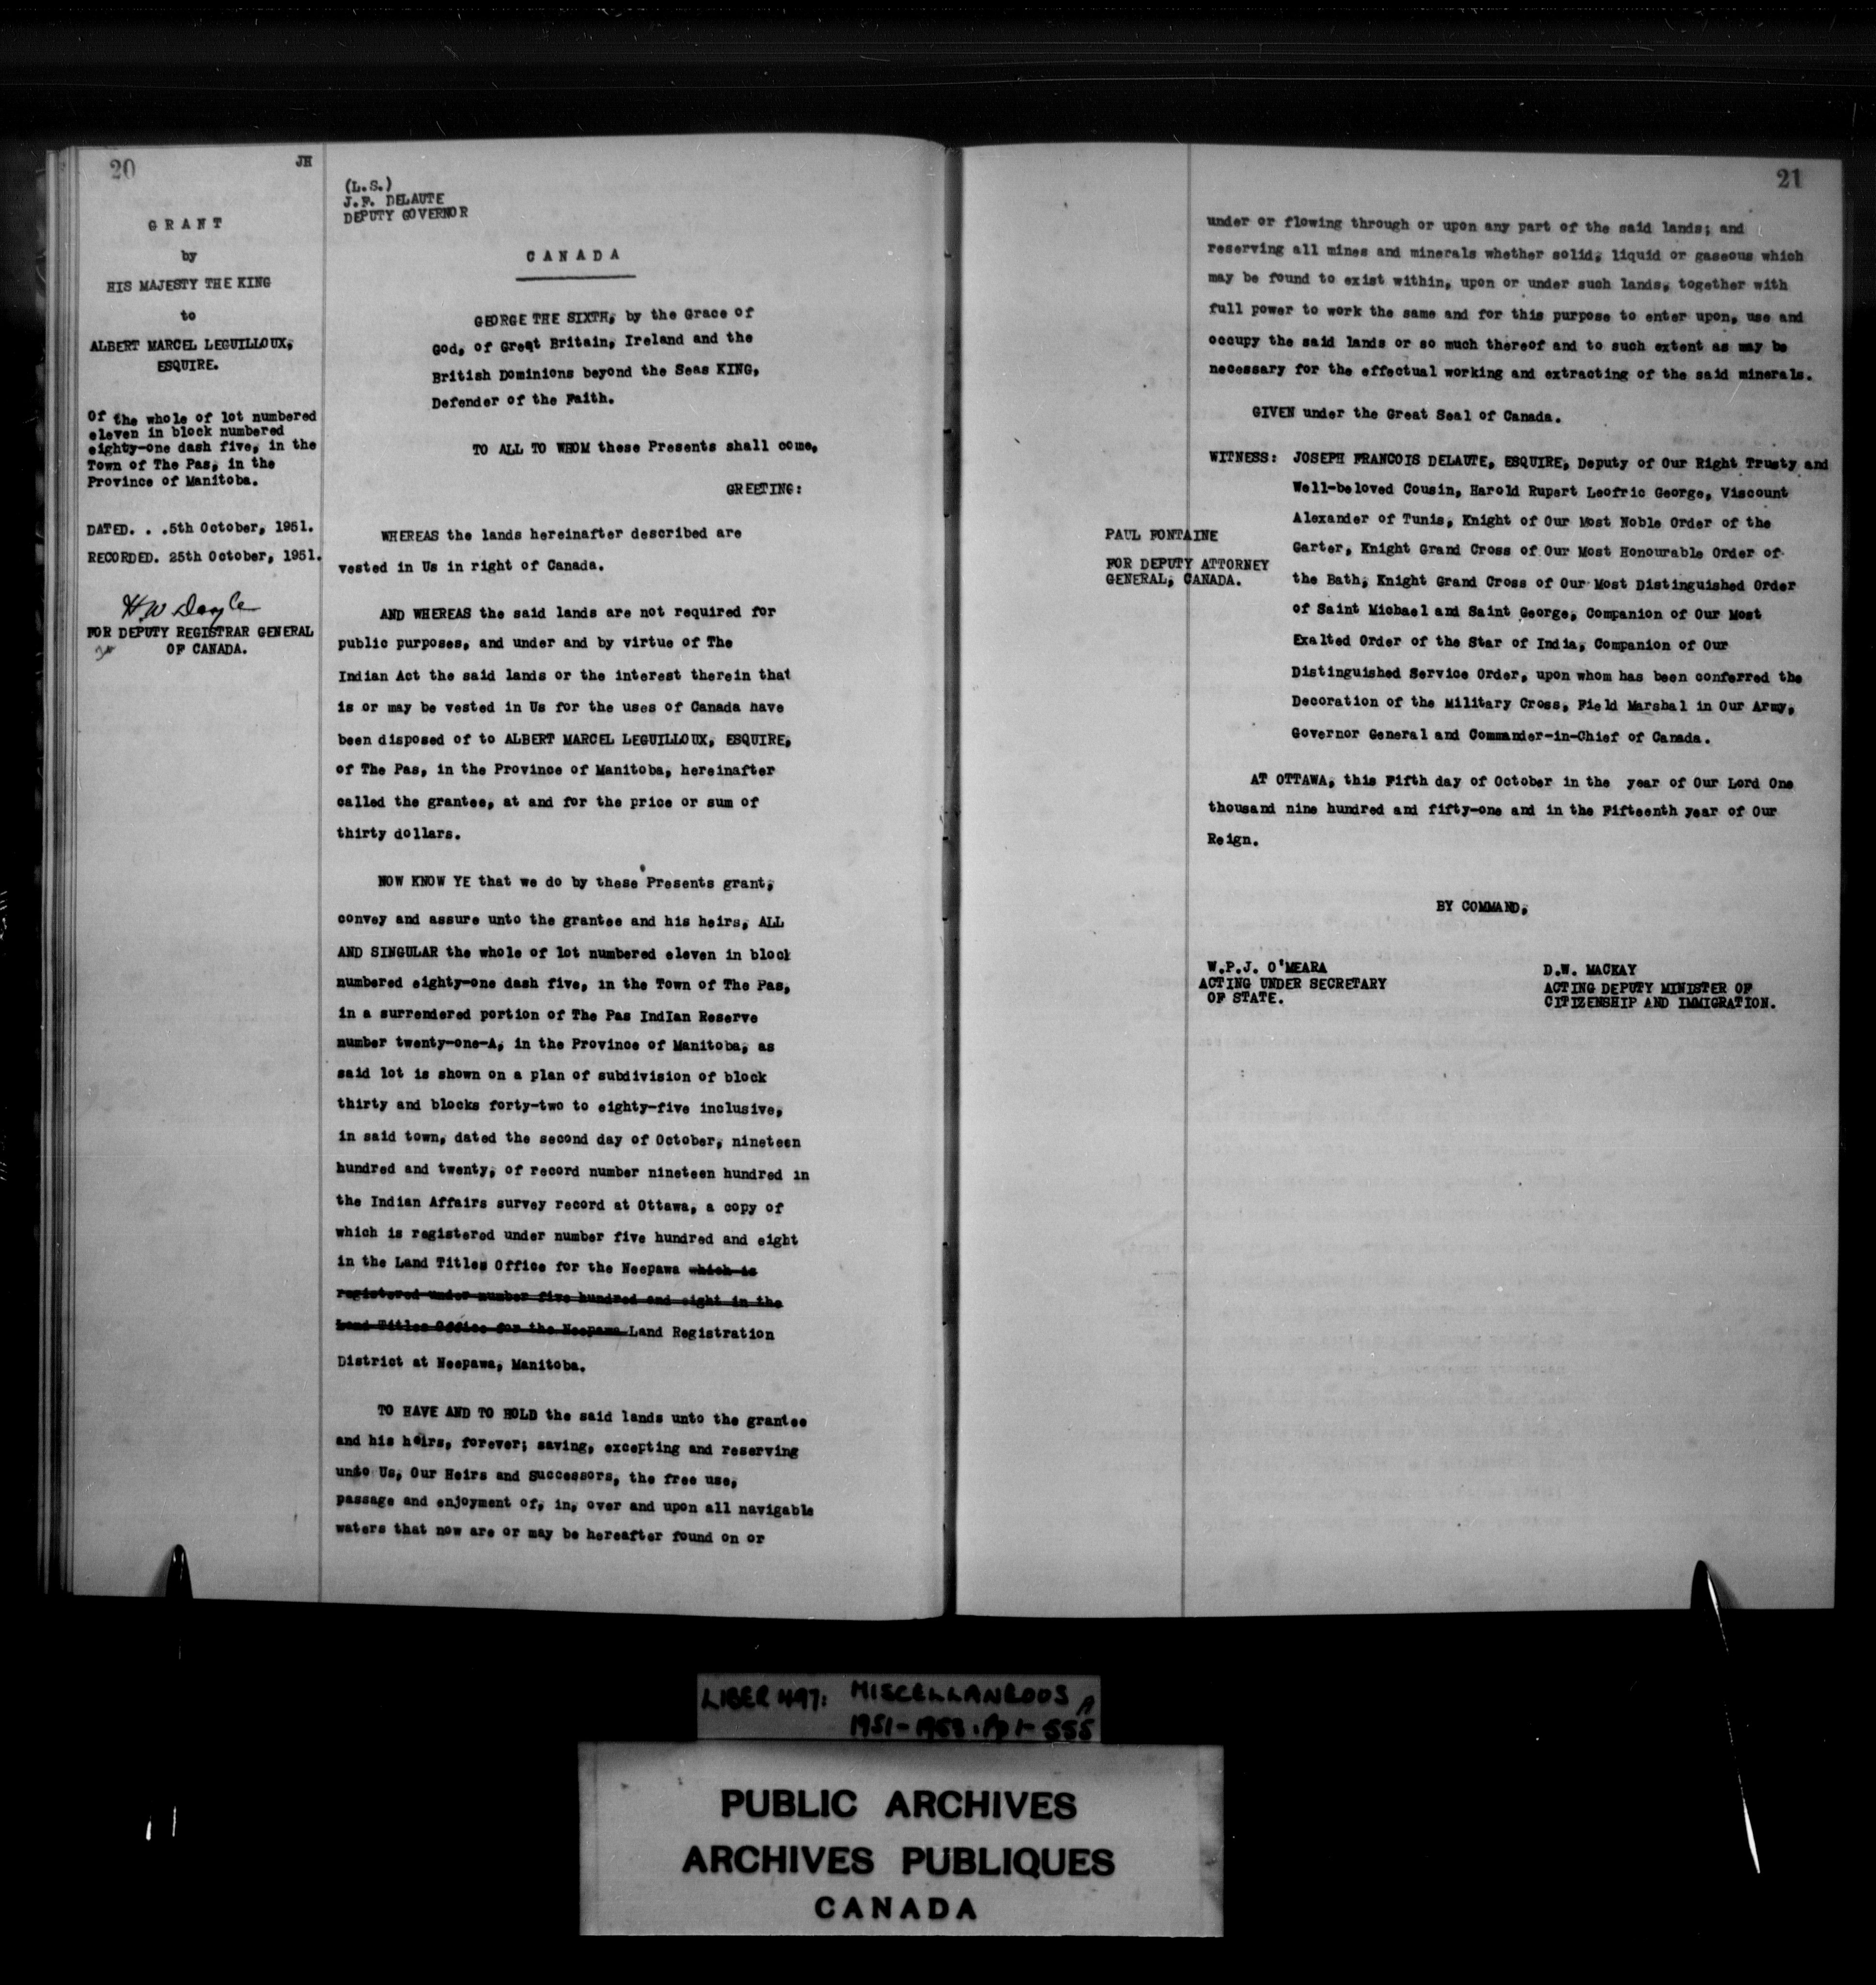 20
JH
GRANT
by
HIS MAJESTY THE KING
to
ALBERT MARCEL LEGUILLOUX,
ESQUIRE.
Of the whole of lot numbered
eleven in block numbered
eighty-one dash five, in the
Town of The Pas, in the
Province of Manitoba.
DATED. . .5th October, 1951.
RECORDED. 25th October, 1951.
H W Doyle
FOR DEPUTY REGISTRAR GENERAL
OF CANADA.
(L.S.)
J.F. DELAUTE
DEPUTY GOVERNOR
CANADA
GEORGE THE SIXTH, by the Grace of
God, of Great Britain, Ireland and the
British Dominions beyond the Seas KING,
Defender of the Faith.
TO ALL TO WHOM these Presents shall come,
GREETING:
WHEREAS the lands hereinafter described are
vested in Us in right of Canada.
AND WHEREAS the said lands are not required for
public purposes, and under and by virtue of The
Indian Act the said lands or the interest therein that
is or may be vested in Us for the uses of Canada have
been disposed of to ALBERT MARCEL LEGUILLOUX, ESQUIRE,
of The Pas, in the Province of Manitoba, hereinafter
called the grantee, at and for the price or sum of
thirty dollars.
NOW KNOW YE that we do by these Presents grant,
convey and assure unto the grantee and his heirs, ALL
AND SINGULAR the whole of lot numbered eleven in block
numbered eighty-one dash five, in the Town of The Pas,
in a surrendered portion of The Pas IndIan Reserve
number twenty-one-A, in the Province of Manitoba, as
said lot is shown on a plan of subdivision of block
thirty and blocks forty-two to eighty-five inclusive,
in said town, dated the second day of October, nineteen
hundred and twenty, of record number nineteen hundred in
the Indian Affairs survey record at Ottawa, a copy of
which is registered under number five hundred and eight
in the Land Titles Office for the Neepawa which is
registered under number five hundred and eight in the
Land Titles Office for the Neepawa Land Registration
District at Neepawa, Manitoba.
TO HAVE AND TO HOLD the said lands unto the grantee
and his heirs, forever; saving, excepting and reserving
unto Us, Our Heirs and Successors, the free use,
passage and enjoyment of, in, over and upon all navigable
waters that now are or may be hereafter found on or
21
under or flowing through or upon any part of the said lands; and
reserving all mines and minerals whether solid, liquid or gaseous which
may be found to exist within, upon or under such lands, together with
full power to work the same and for this purpose to enter upon, use and
occupy the said lands or so much thereof and to such extent as may be
necessary for the effectual working and extracting of the said minerals.
GIVEN under the Great Seal of Canada.
WITNESS: JOSEPH FRANCOIS DELAUTE, ESQUIRE, Deputy of Our Right Trusty and
Well-beloved Cousin, Harold Rupert Leofric George, Viscount
Alexander of Tunis, Knight of Our Most Noble Order of the
Garter, Knight Grand Cross of Our Most Honourable Order of
the Bath, Knight Grand Cross of Our Most Distinguished Order
of Saint Michael and Saint George, Companion of Our Most
Exalted Order of the Star of India, Companion of Our
Distinguished Service Order, upon whom has been conferred the
Decoration of the Military Cross, Field Marshal in Our Army,
Governor General and Commander-in-Chief of Canada.
PAUL FONTAINE
FOR DEPUTY ATTORNEY
GENERAL, CANADA.
AT OTTAWA, this Fifth day of October in the year of Our Lord One
thousand nine hundred and fifty-one and in the Fifteenth year of Our
Reign.
BY COMMAND,
W.P.J. O'MEARA
ACTING UNDER SECRETARY
OF STATE.
D.W. MACKAY
ACTING DEPUTY MINISTER OF
CITIZENSHIP AND IMMIGRATION.
LIBER 497: MISCELLANEOUS A
1951-1953. Pp 1-555
PUBLIC ARCHIVES
ARCHIVES PUBLIQUES
CANADA